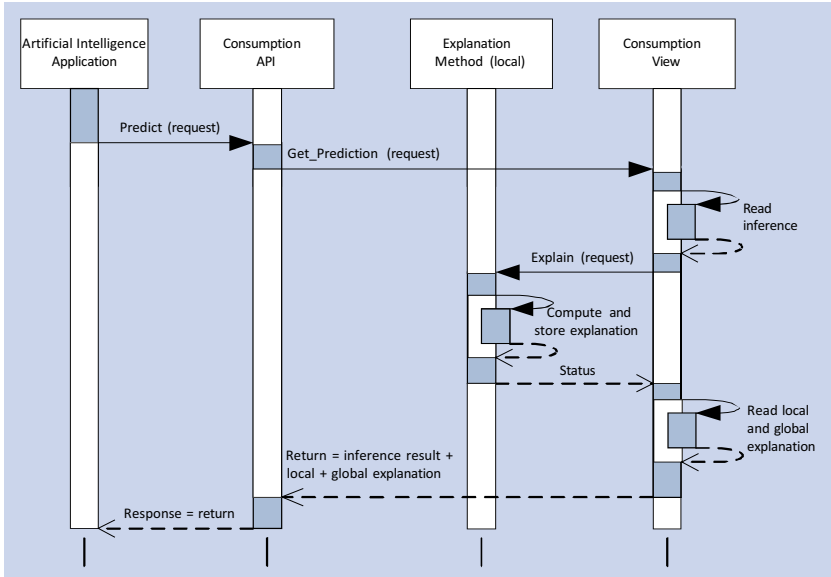 Artificial Intelligence
Application
Consumption
API
Explanation
Method (local)
Consumption
View
Predict (request)
Get_Prediction (request)
Read
inference
Explain (request)
Compute and
store explanation
Status
Read local
and global
explanation
Return = inference result +
local + global explanation
Response = return